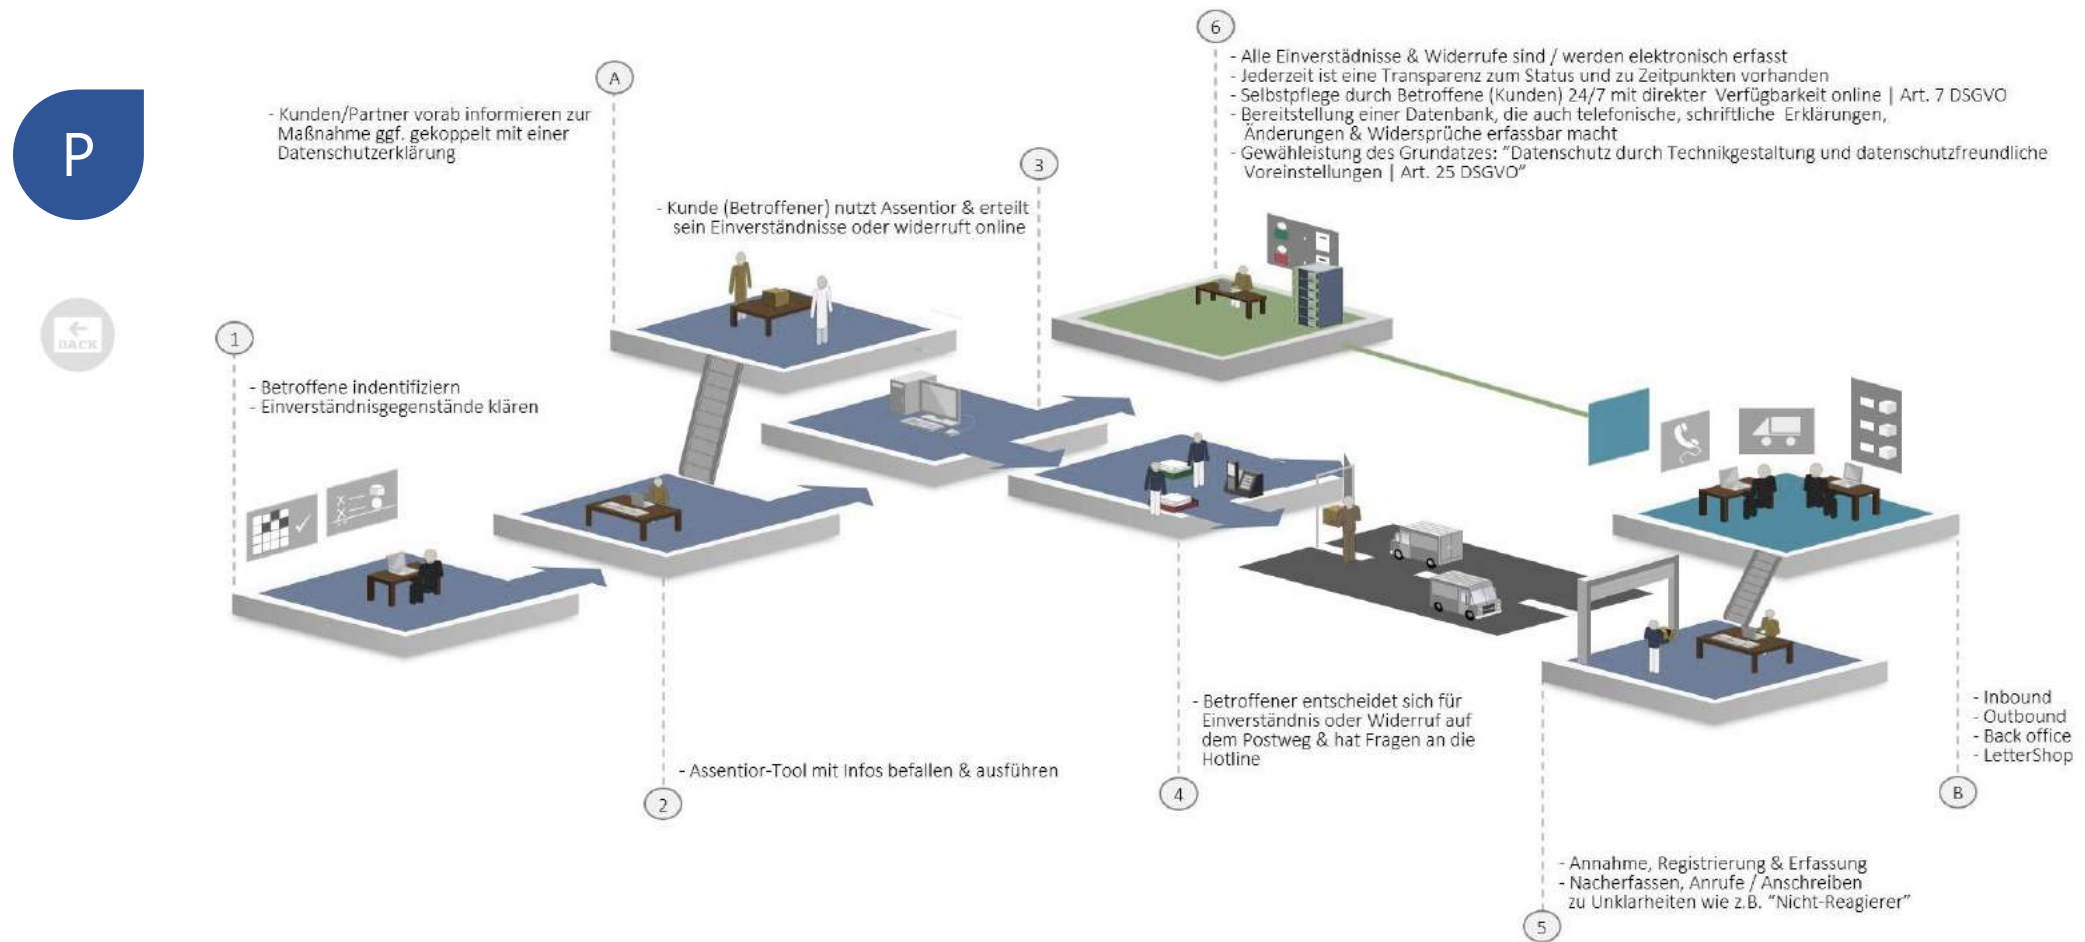 P
BACK
1
- Betroffene indentifiziern
- Einverständnisgegenstände klären
A
- Kunden/Partner vorab informieren zur
Maßnahme ggf. gekoppelt mit einer
Datenschutzerklärung
2
- Assentior-Tool mit Infos befallen & ausführen
3
- Kunde (Betroffener) nutzt Assentior & erteilt
sein Einverständnisse oder widerruft online
4
- Betroffener entscheidet sich für
Einverständnis oder Widerruf auf
dem Postweg & hat Fragen an die
Hotline
5
- Annahme, Registrierung & Erfassung
- Nacherfassen, Anrufe / Anschreiben
zu Unklarheiten wie z.B. "Nicht-Reagierer"
B
- Inbound
- Outbound
- Back office
- LetterShop
6
- Alle Einverstädnisse & Widerrufe sind / werden elektronisch erfasst
- Jederzeit ist eine Transparenz zum Status und zu Zeitpunkten vorhanden
- Selbstpflege durch Betroffene (Kunden) 24/7 mit direkter Verfügbarkeit online | Art. 7 DSGVO
- Bereitstellung einer Datenbank, die auch telefonische, schriftliche Erklärungen,
Änderungen & Widersprüche erfassbar macht
- Gewähleistung des Grundatzes: "Datenschutz durch Technikgestaltung und datenschutzfreundliche
Voreinstellungen | Art. 25 DSGVO"